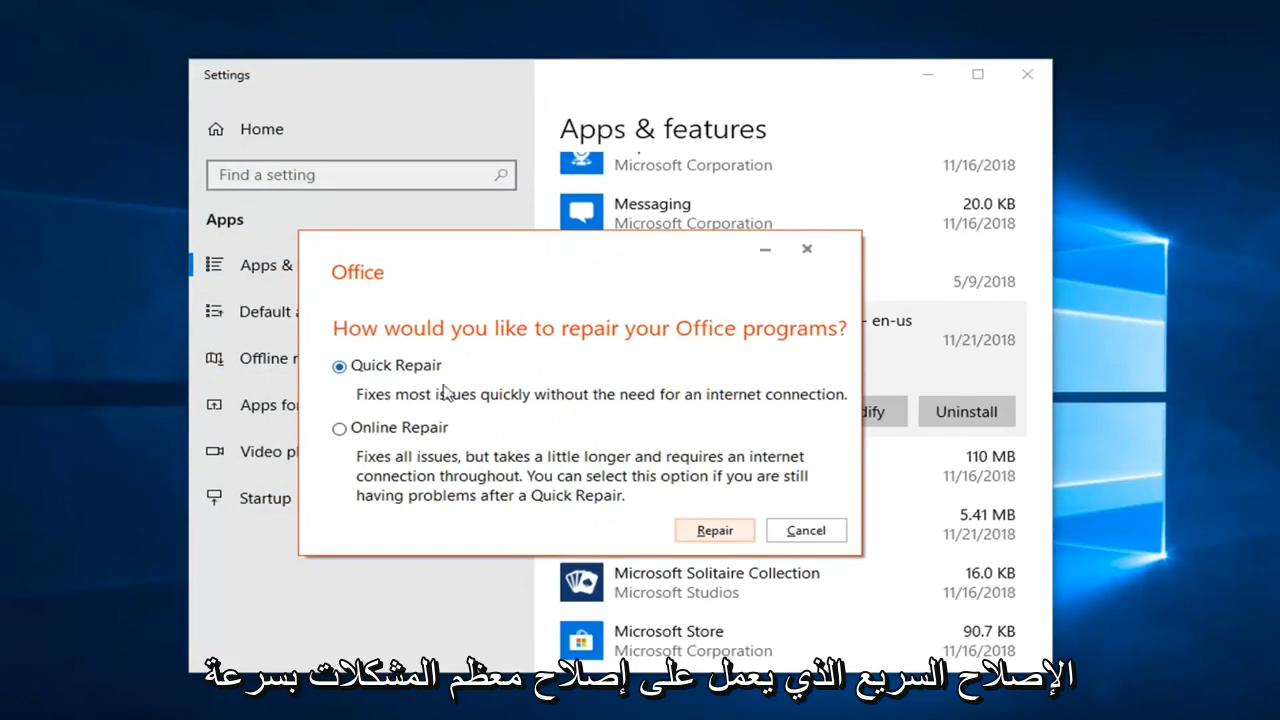 Settings
Home
Find a setting
Apps
Apps &
Default
Offline
Apps for
Video
Startup
Apps & features
Microsoft Corporation
11/16/2018
Messaging
20.0 KB
Microsoft Corporation
11/16/2018
5/9/2018
- en-us
11/21/2018
Uninstall
110 MB
11/16/2018
5.41 MB
11/21/2018
Microsoft Solitaire Collection
16.0 KB
Microsoft Studios
11/16/2018
Microsoft Store
90.7 KB
Microsoft Corporation
11/16/2018
Office
How would you like to repair your Office programs?
Quick Repair
Fixes most issues quickly without the need for an internet connection.
Online Repair
Fixes all issues, but takes a little longer and requires an internet
connection throughout. You can select this option if you are still
having problems after a Quick Repair.
Repair
Cancel
الإصلاح السريع الذي يعمل على إصلاح معظم المشكلات بسرعة